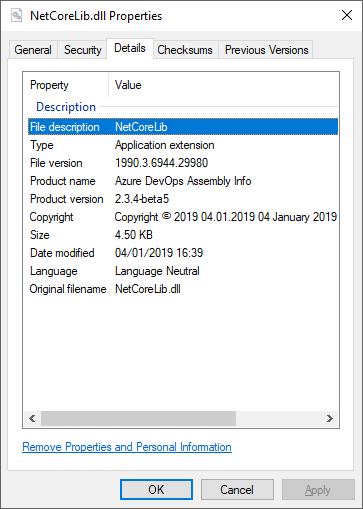 NetCoreLib.dll Properties
General Security Details Checksums Previous Versions
Property Value
Description
File description NetCoreLib
Type Application extension
File version 1990.3.6944.29980
Product name Azure DevOps Assembly Info
Product version 2.3.4-beta5
Copyright Copyright © 2019 04.01.2019 04 January 2019
Size 4.50 KB
Date modified 04/01/2019 16:39
Language Language Neutral
Original filename NetCoreLib.dll
Remove Properties and Personal Information
OK Cancel Apply